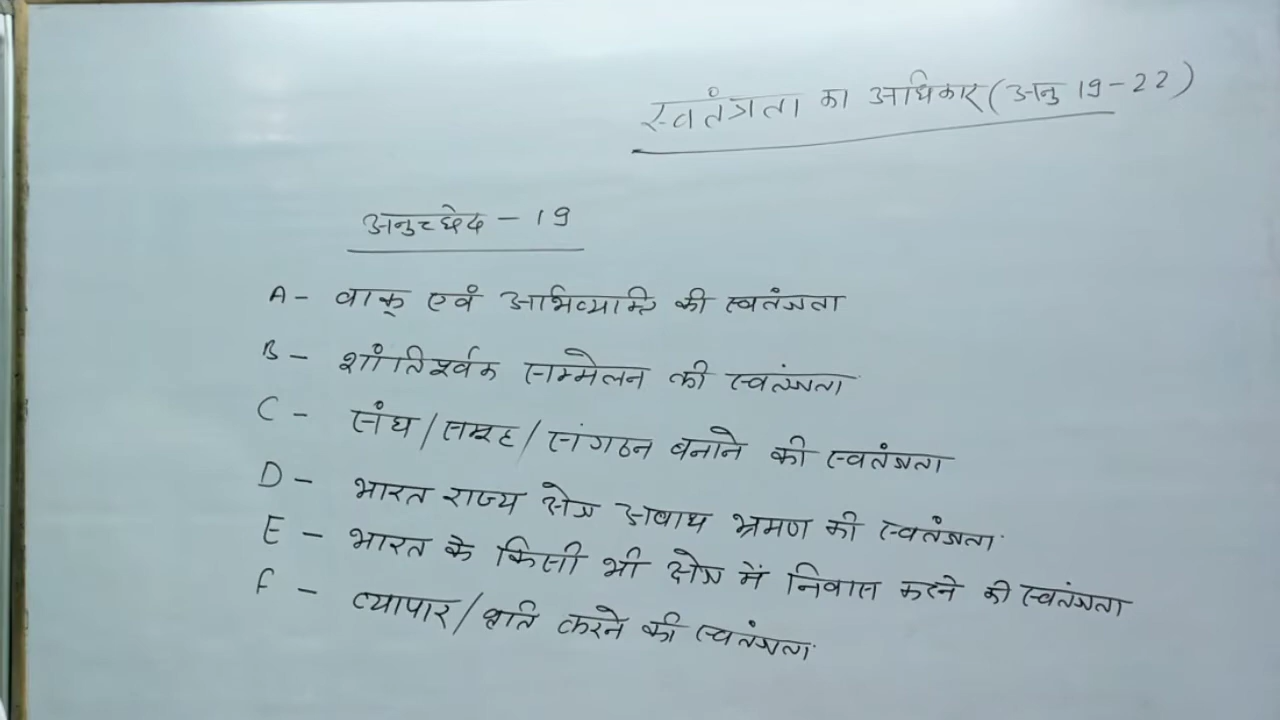 स्वतंत्रता का अधिकार (अनु 19-22)
अनुच्छेद - 19
A - वाक् एवं अभिव्यक्ति की स्वतंत्रता
B - शांतिपूर्वक सम्मेलन की स्वतंत्रता
C - संघ/समूह/संगठन बनाने की स्वतंत्रता
D - भारत राज्य क्षेत्र अबाध भ्रमण की स्वतंत्रता
E - भारत के किसी भी क्षेत्र में निवास करने की स्वतंत्रता
F - व्यापार/वृति करने की स्वतंत्रता